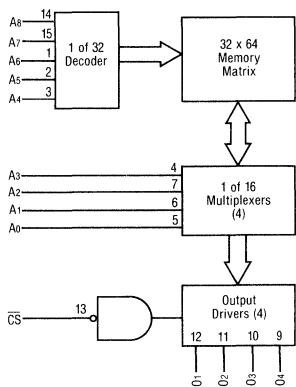 14
A8
15
A7
1
A6
2
A5
3
A4
1 of 32
Decoder
32 x 64
Memory
Matrix
4
A3
7
A2
6
A1
5
A0
1 of 16
Multiplexers
(4)
13
CS
Output
Drivers (4)
12 11 10 9
O1 O2 O3 O4